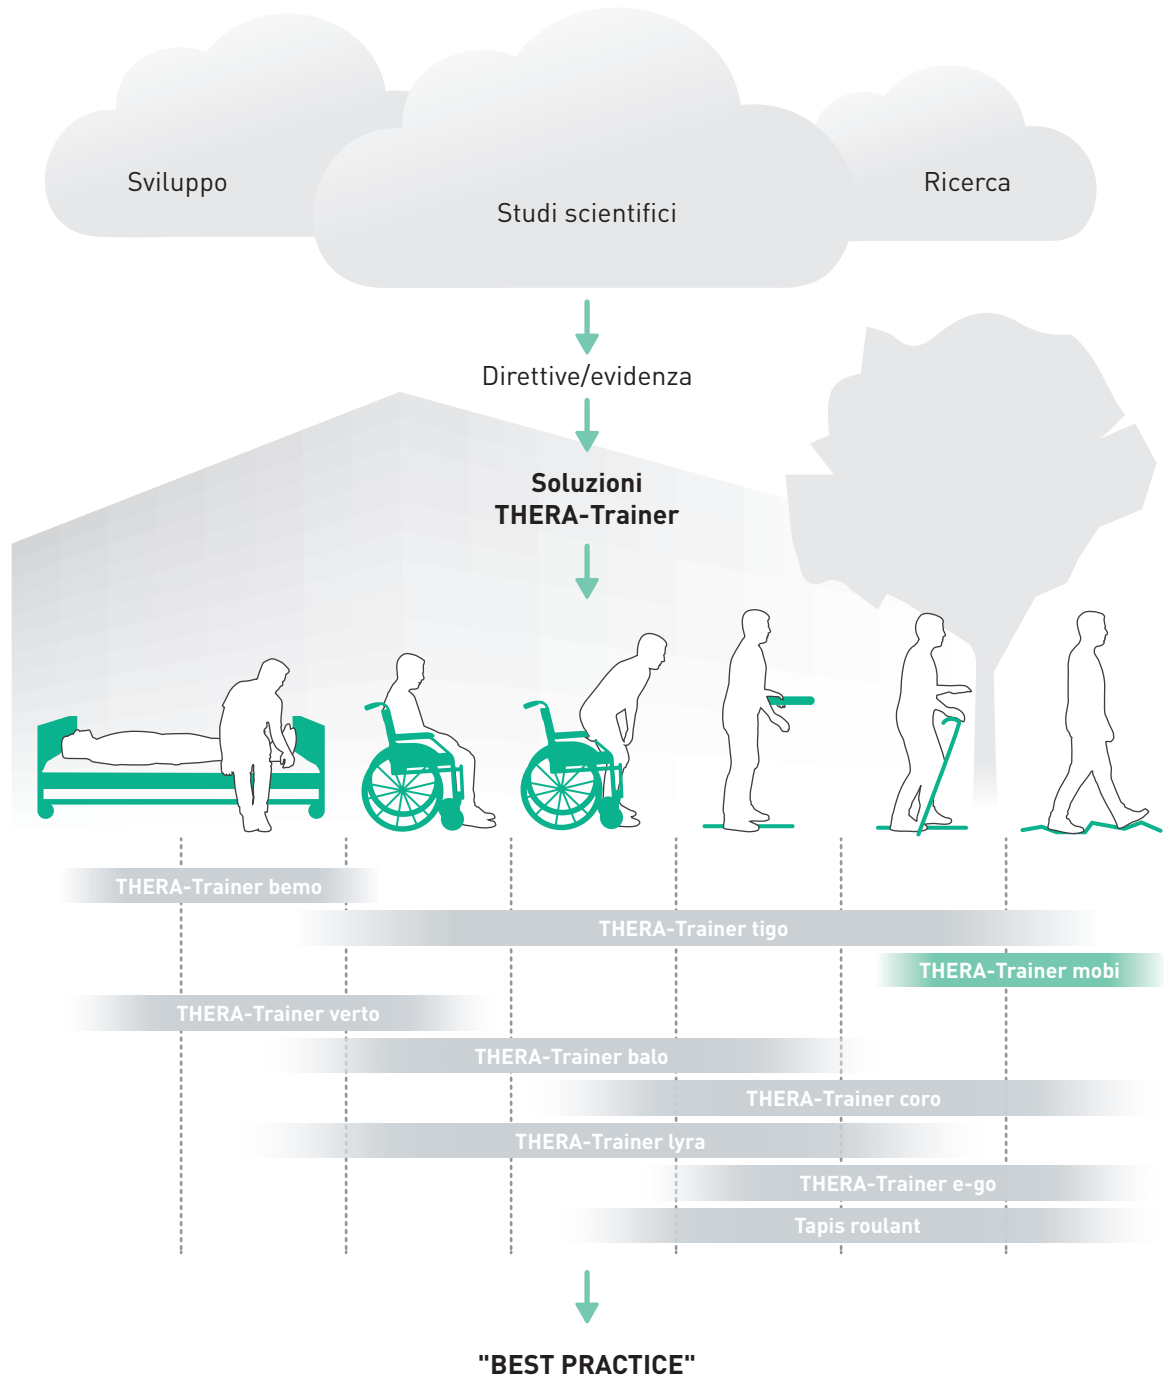 Sviluppo
Studi scientifici
Ricerca
Direttive/evidenza
Soluzioni
THERA-Trainer
THERA-Trainer bemo
THERA-Trainer tigo
THERA-Trainer mobi
THERA-Trainer verto
THERA-Trainer balo
THERA-Trainer coro
THERA-Trainer lyra
THERA-Trainer e-go
Tapis roulant
"BEST PRACTICE"